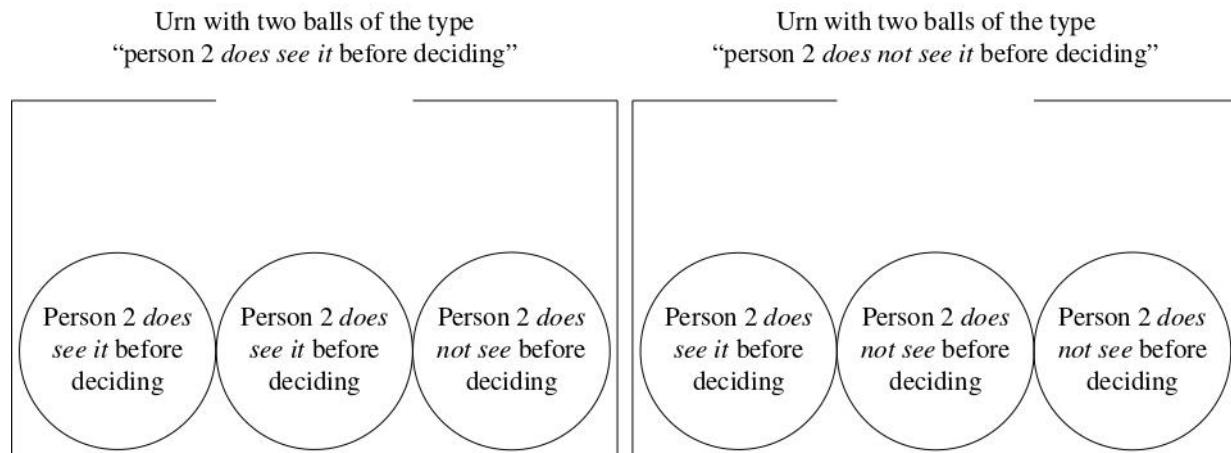 Urn with two balls of the type
“person 2 does see it before deciding”
Urn with two balls of the type
“person 2 does not see it before deciding”
Person 2 does
see it before
deciding
Person 2 does
see it before
deciding
Person 2 does
not see before
deciding
Person 2 does
see it before
deciding
Person 2 does
not see before
deciding
Person 2 does
not see before
deciding